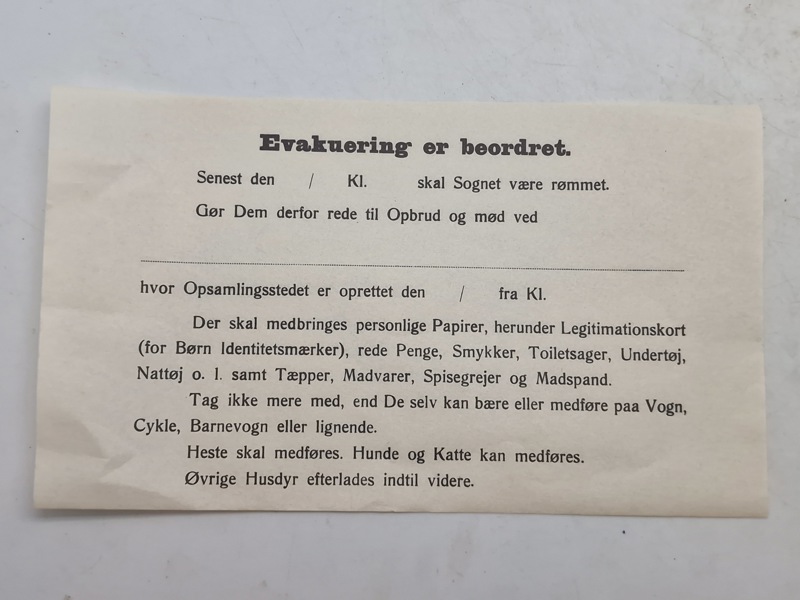 Evakuering er beordret.
Senest den / Kl. skal Sognet være rømmet.
Gør Dem derfor rede til Opbrud og mød ved
hvor Opsamlingsstedet er oprettet den / fra Kl.
Der skal medbringes personlige Papirer, herunder Legitimationskort
(for Børn Identitetsmærker), rede Penge, Smykker, Toiletsager, Undertøj,
Nattøj o. l. samt Tæpper, Madvarer, Spisegrejer og Madspand.
Tag ikke mere med, end De selv kan bære eller medføre paa Vogn,
Cykle, Barnevogn eller lignende.
Heste skal medføres. Hunde og Katte kan medføres.
Øvrige Husdyr efterlades indtil videre.